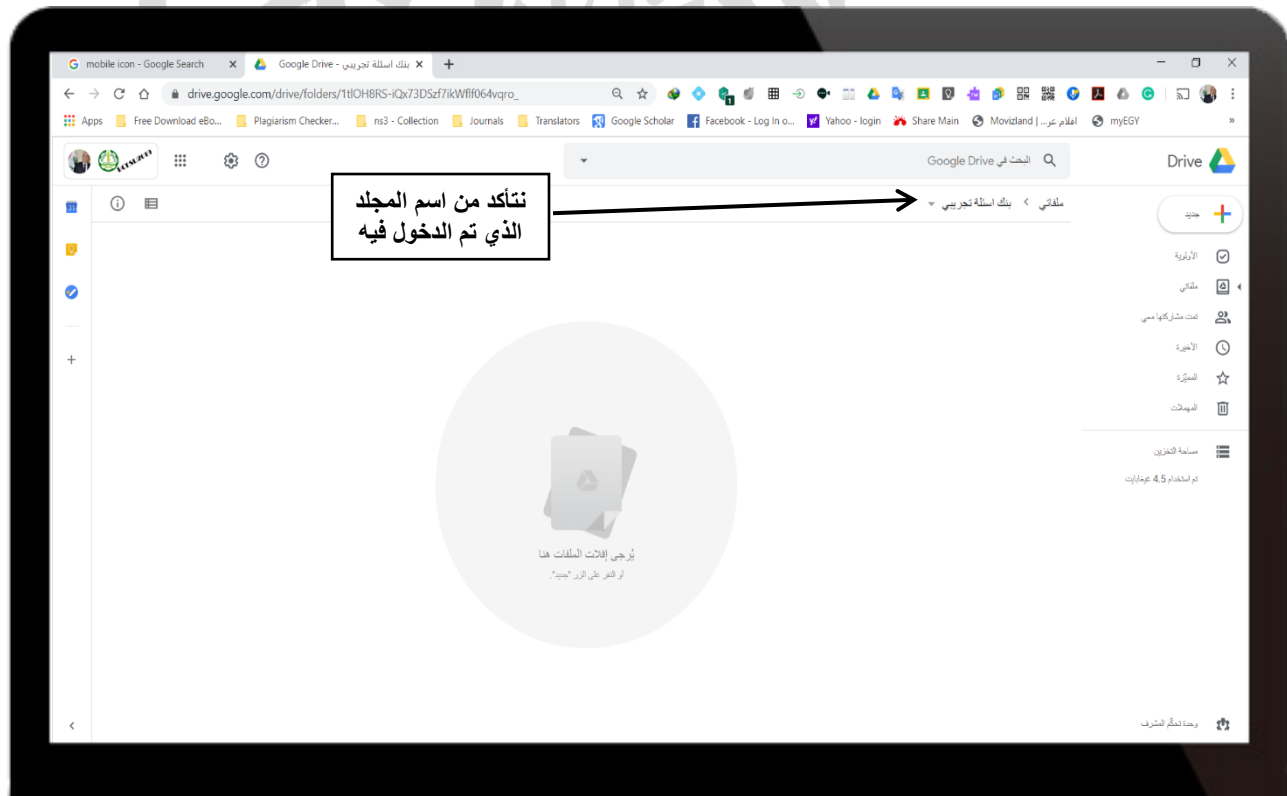 mobile icon - Google Search
Google Drive - بنك اسئلة تجريبي
drive.google.com/drive/folders/1tlOH8RS-iQx73DSzf7ikWflf064vqro_
Apps Free Download eBo... Plagiarism Checker... ns3 - Collection Journals Translators Google Scholar Facebook - Log In o... Yahoo - login Share Main Movizland | ...افلام عر myEGY »
Drive
البحث في Google Drive
ملفاتي > بنك اسئلة تجريبي
نتأكد من اسم المجلد
الذي تم الدخول فيه
جديد
الأولوية
ملفاتي
تمت مشاركتها معي
الأخيرة
المميّزة
المهملات
مساحة التخزين
تم استخدام 4.5 غيغابايت
يُرجى إفلات الملفات هنا
أو النقر على الزر "جديد".
وحدة تحكّم المشرف